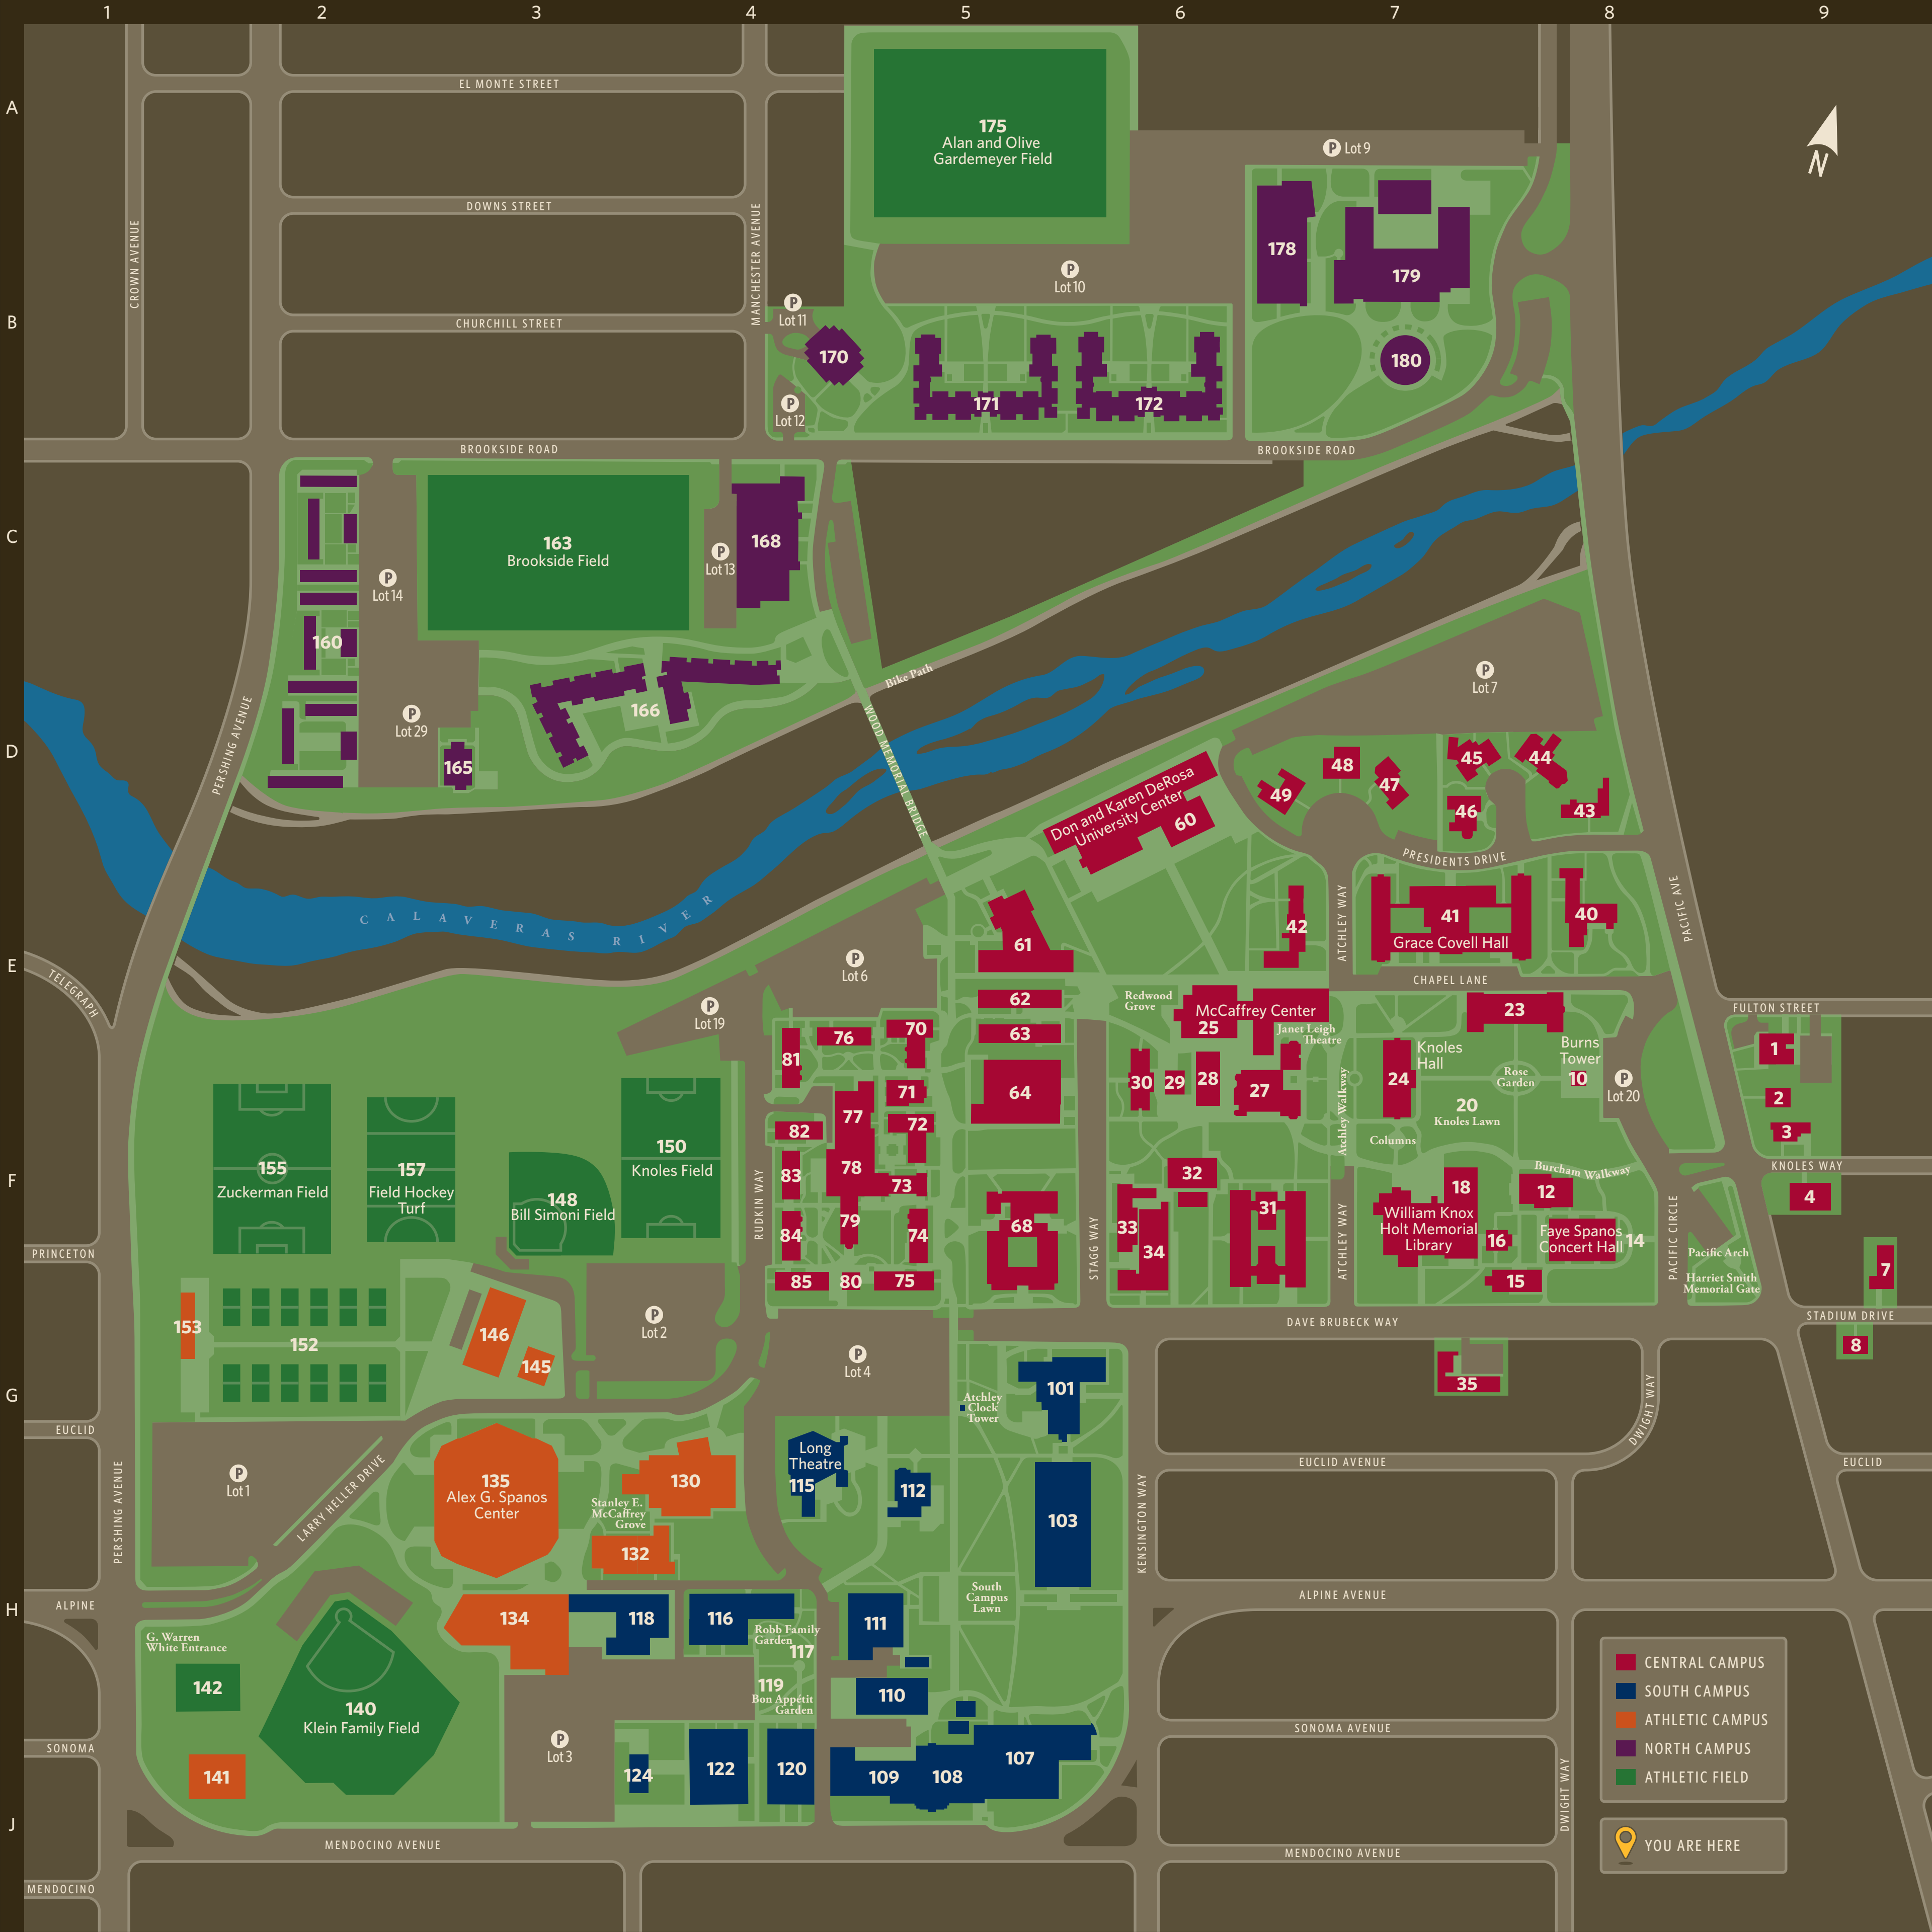 1 2 3 4 5 6 7 8 9
A
B
C
D
E
F
G
H
J
N
EL MONTE STREET
DOWNS STREET
CHURCHILL STREET
BROOKSIDE ROAD
BROOKSIDE ROAD
CROWN AVENUE
MANCHESTER AVENUE
175
Alan and Olive
Gardemeyer Field
P Lot 9
P
Lot 10
P
Lot 11
P
Lot 12
178
179
180
170
171
172
163
Brookside Field
P
Lot 13
168
P
Lot 14
160
P
Lot 29
165
166
PERSHING AVENUE
Bike Path
WOOD MEMORIAL BRIDGE
CALAVERAS RIVER
P
Lot 7
Don and Karen DeRosa
University Center
60
49
48
47
45
44
46
43
PRESIDENTS DRIVE
PACIFIC AVE
ATCHLEY WAY
42
41
Grace Covell Hall
40
CHAPEL LANE
61
62
63
64
68
P
Lot 6
P
Lot 19
TELEGRAPH
Redwood
Grove
McCaffrey Center
25
Janet Leigh
Theatre
23
Knoles
Hall
24
Burns
Tower
10
Rose
Garden
20
Knoles Lawn
P
Lot 20
Columns
Atchley Walkway
30
29
28
27
FULTON STREET
1
2
3
KNOLES WAY
4
7
STADIUM DRIVE
8
70
76
81
71
77
72
82
78
83
73
79
84
74
85
80
75
RUDKIN WAY
STAGG WAY
ATCHLEY WAY
PACIFIC CIRCLE
32
33
34
31
18
William Knox
Holt Memorial
Library
Burcham Walkway
12
16
Faye Spanos
Concert Hall
14
15
Pacific Arch
Harriet Smith
Memorial Gate
155
Zuckerman Field
157
Field Hockey
Turf
148
Bill Simoni Field
150
Knoles Field
PRINCETON
153
152
146
145
P
Lot 2
P
Lot 4
DAVE BRUBECK WAY
35
DWIGHT WAY
EUCLID
EUCLID AVENUE
EUCLID
101
Atchley
Clock
Tower
P
Lot 1
LARRY HELLER DRIVE
PERSHING AVENUE
135
Alex G. Spanos
Center
130
Stanley E.
McCaffrey
Grove
132
Long
Theatre
115
112
103
KENSINGTON WAY
ALPINE
ALPINE AVENUE
South
Campus
Lawn
134
118
116
Robb Family
Garden
117
111
G. Warren
White Entrance
142
140
Klein Family Field
119
Bon Appétit
Garden
110
SONOMA
SONOMA AVENUE
P
Lot 3
141
124
122
120
109
108
107
DWIGHT WAY
MENDOCINO AVENUE
MENDOCINO AVENUE
MENDOCINO
CENTRAL CAMPUS
SOUTH CAMPUS
ATHLETIC CAMPUS
NORTH CAMPUS
ATHLETIC FIELD
YOU ARE HERE